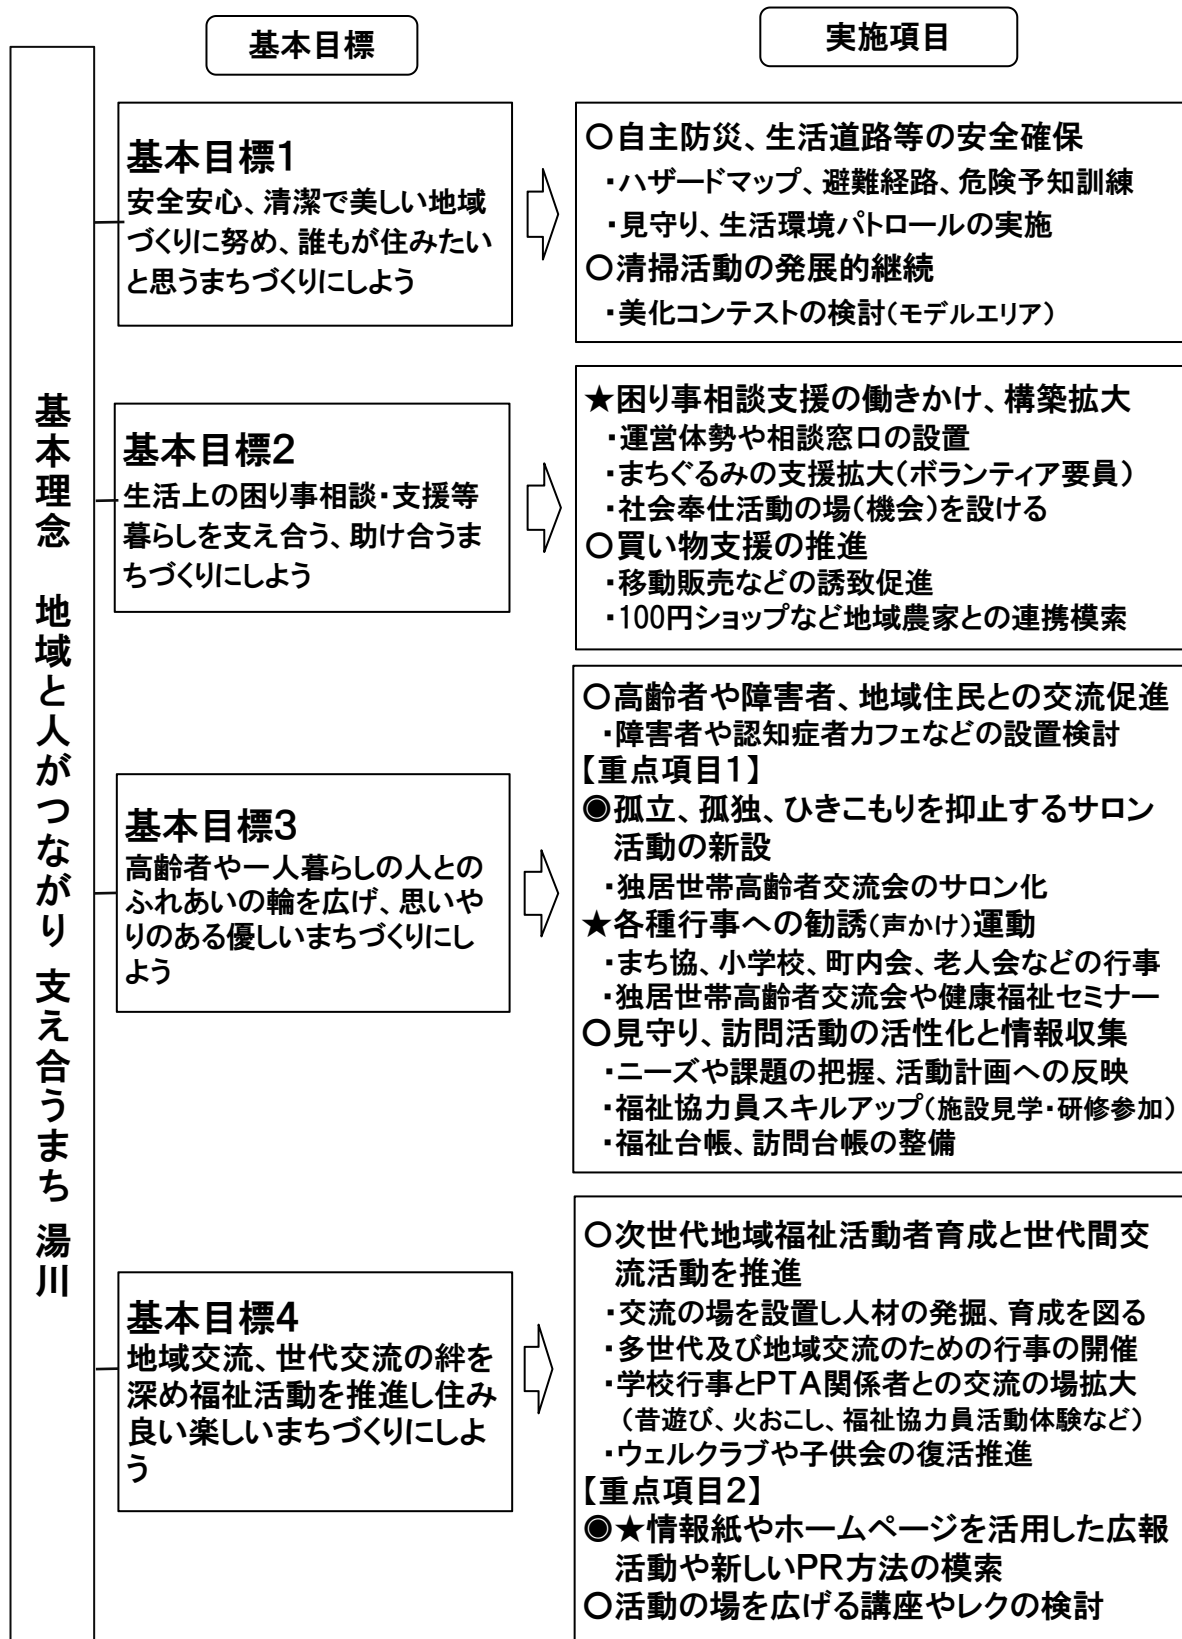 基本目標
実施項目
基本理念 地域と人がつながり 支え合うまち 湯川
基本目標1
安全安心、清潔で美しい地域
づくりに努め、誰もが住みたい
と思うまちづくりにしよう
〇自主防災、生活道路等の安全確保
・ハザードマップ、避難経路、危険予知訓練
・見守り、生活環境パトロールの実施
〇清掃活動の発展的継続
・美化コンテストの検討(モデルエリア)
基本目標2
生活上の困り事相談・支援等
暮らしを支え合う、助け合うま
ちづくりにしよう
★困り事相談支援の働きかけ、構築拡大
・運営体勢や相談窓口の設置
・まちぐるみの支援拡大(ボランティア要員)
・社会奉仕活動の場(機会)を設ける
〇買い物支援の推進
・移動販売などの誘致促進
・100円ショップなど地域農家との連携模索
基本目標3
高齢者や一人暮らしの人との
ふれあいの輪を広げ、思いや
りのある優しいまちづくりにし
よう
〇高齢者や障害者、地域住民との交流促進
・障害者や認知症者カフェなどの設置検討
【重点項目1】
◉孤立、孤独、ひきこもりを抑止するサロン
活動の新設
・独居世帯高齢者交流会のサロン化
★各種行事への勧誘(声かけ)運動
・まち協、小学校、町内会、老人会などの行事
・独居世帯高齢者交流会や健康福祉セミナー
〇見守り、訪問活動の活性化と情報収集
・ニーズや課題の把握、活動計画への反映
・福祉協力員スキルアップ(施設見学・研修参加)
・福祉台帳、訪問台帳の整備
基本目標4
地域交流、世代交流の絆を
深め福祉活動を推進し住み
良い楽しいまちづくりにしよ
う
〇次世代地域福祉活動者育成と世代間交
流活動を推進
・交流の場を設置し人材の発掘、育成を図る
・多世代及び地域交流のための行事の開催
・学校行事とPTA関係者との交流の場拡大
(昔遊び、火おこし、福祉協力員活動体験など)
・ウェルクラブや子供会の復活推進
【重点項目2】
◉★情報紙やホームページを活用した広報
活動や新しいPR方法の模索
〇活動の場を広げる講座やレクの検討